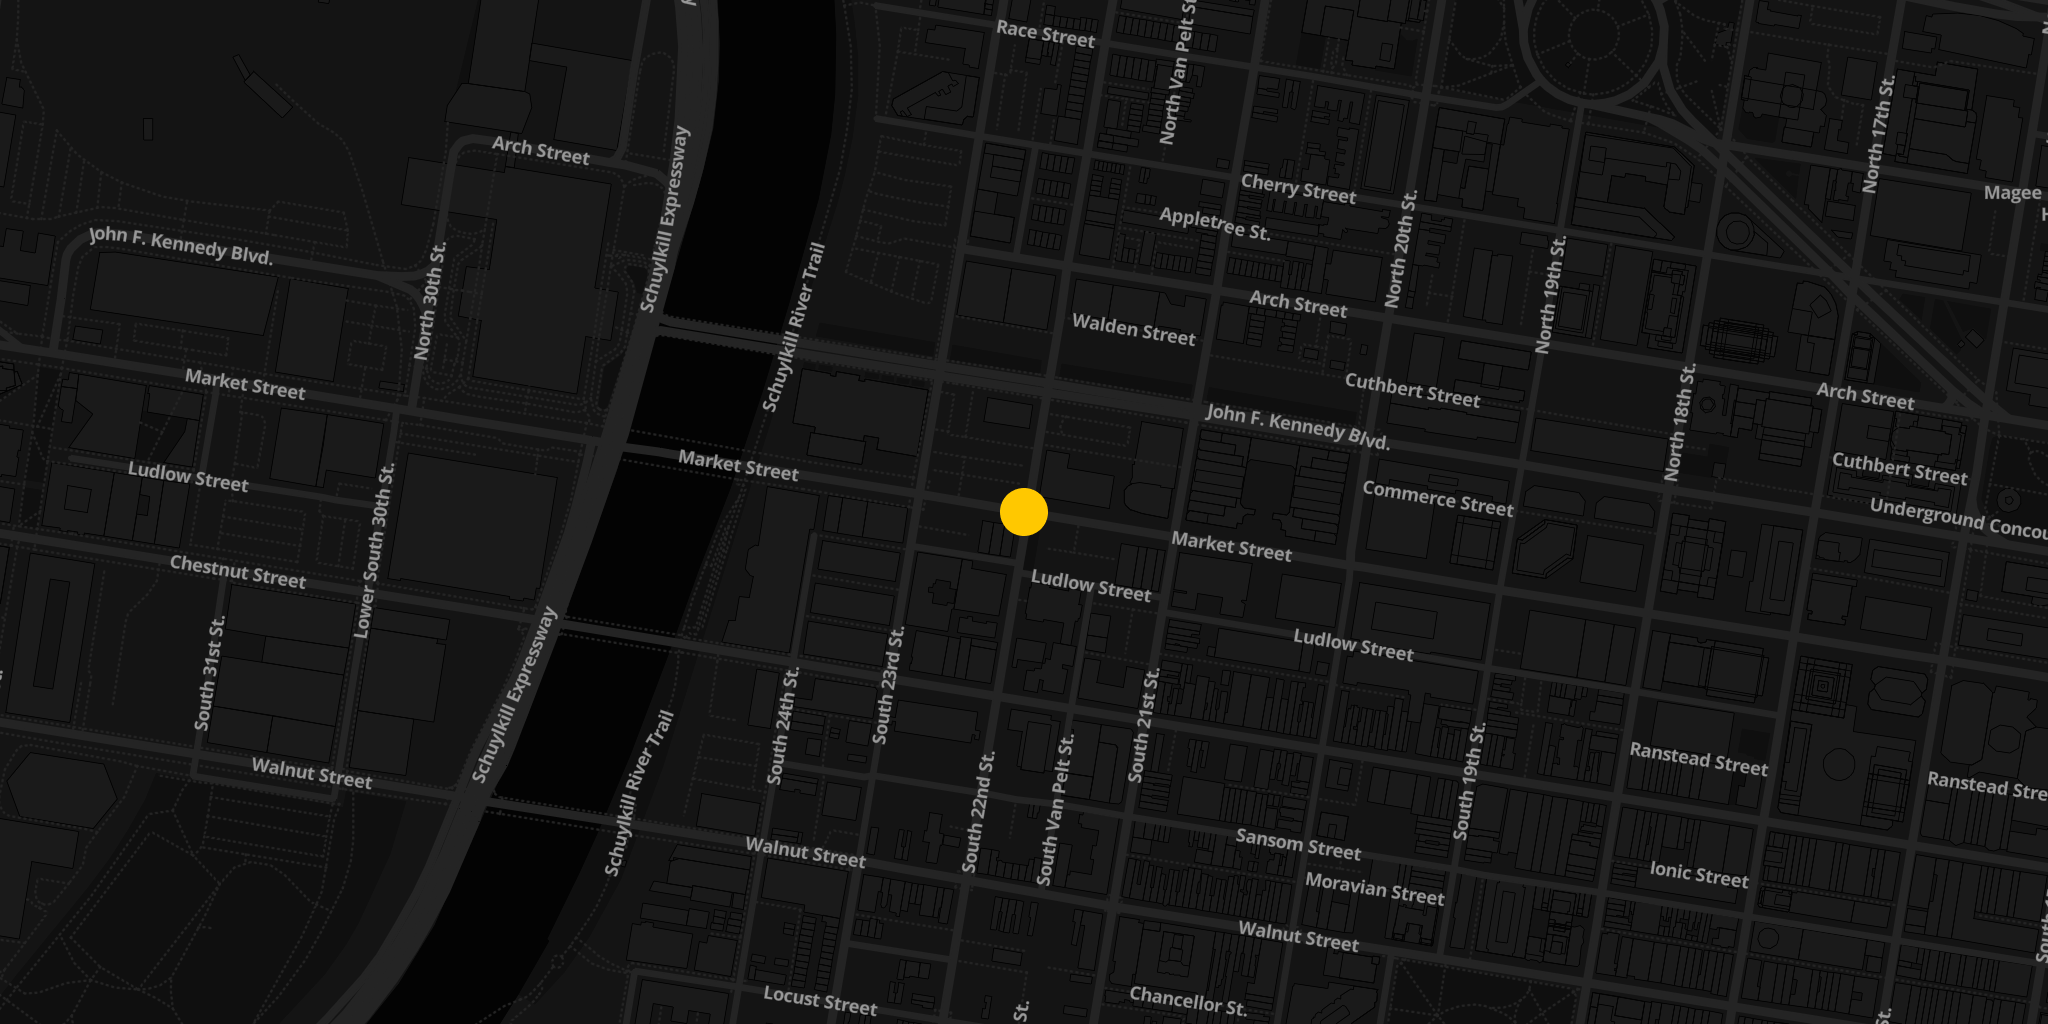 Race Street
North Van Pelt St.
North 17th St.
Arch Street
Schuylkill Expressway
Cherry Street
Magee
Appletree St.
North 20th St.
John F. Kennedy Blvd.
North 30th St.
Schuylkill River Trail
Arch Street
North 19th St.
Walden Street
Market Street
Cuthbert Street
North 18th St.
Arch Street
John F. Kennedy Blvd.
Market Street
Ludlow Street
Cuthbert Street
Commerce Street
Underground Concou
Lower South 30th St.
Market Street
Chestnut Street
Ludlow Street
Ludlow Street
South 31st St.
Schuylkill Expressway
South 23rd St.
South 24th St.
South 21st St.
Schuylkill River Trail
South 22nd St.
South Van Pelt St.
South 19th St.
Ranstead Street
Walnut Street
Ranstead Stre
Walnut Street
Sansom Street
Moravian Street
Ionic Street
Walnut Street
Locust Street
St.
Chancellor St.
St.